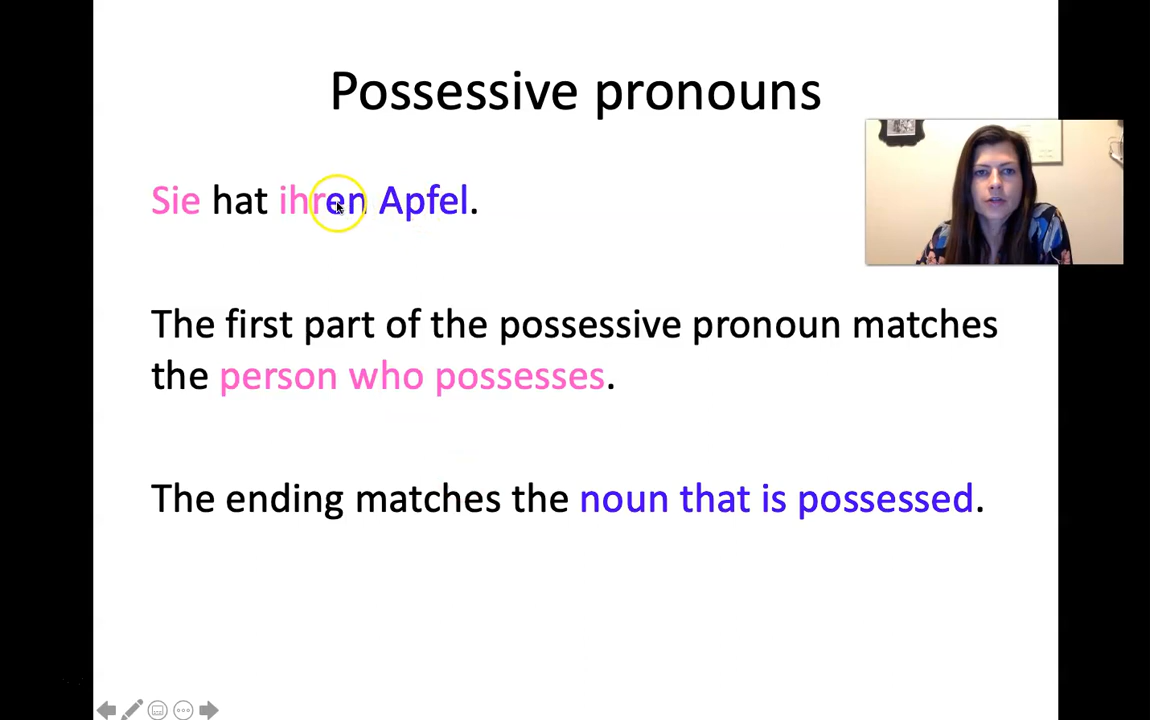 Possessive pronouns
Sie hat ihren Apfel.
The first part of the possessive pronoun matches
the person who possesses.
The ending matches the noun that is possessed.